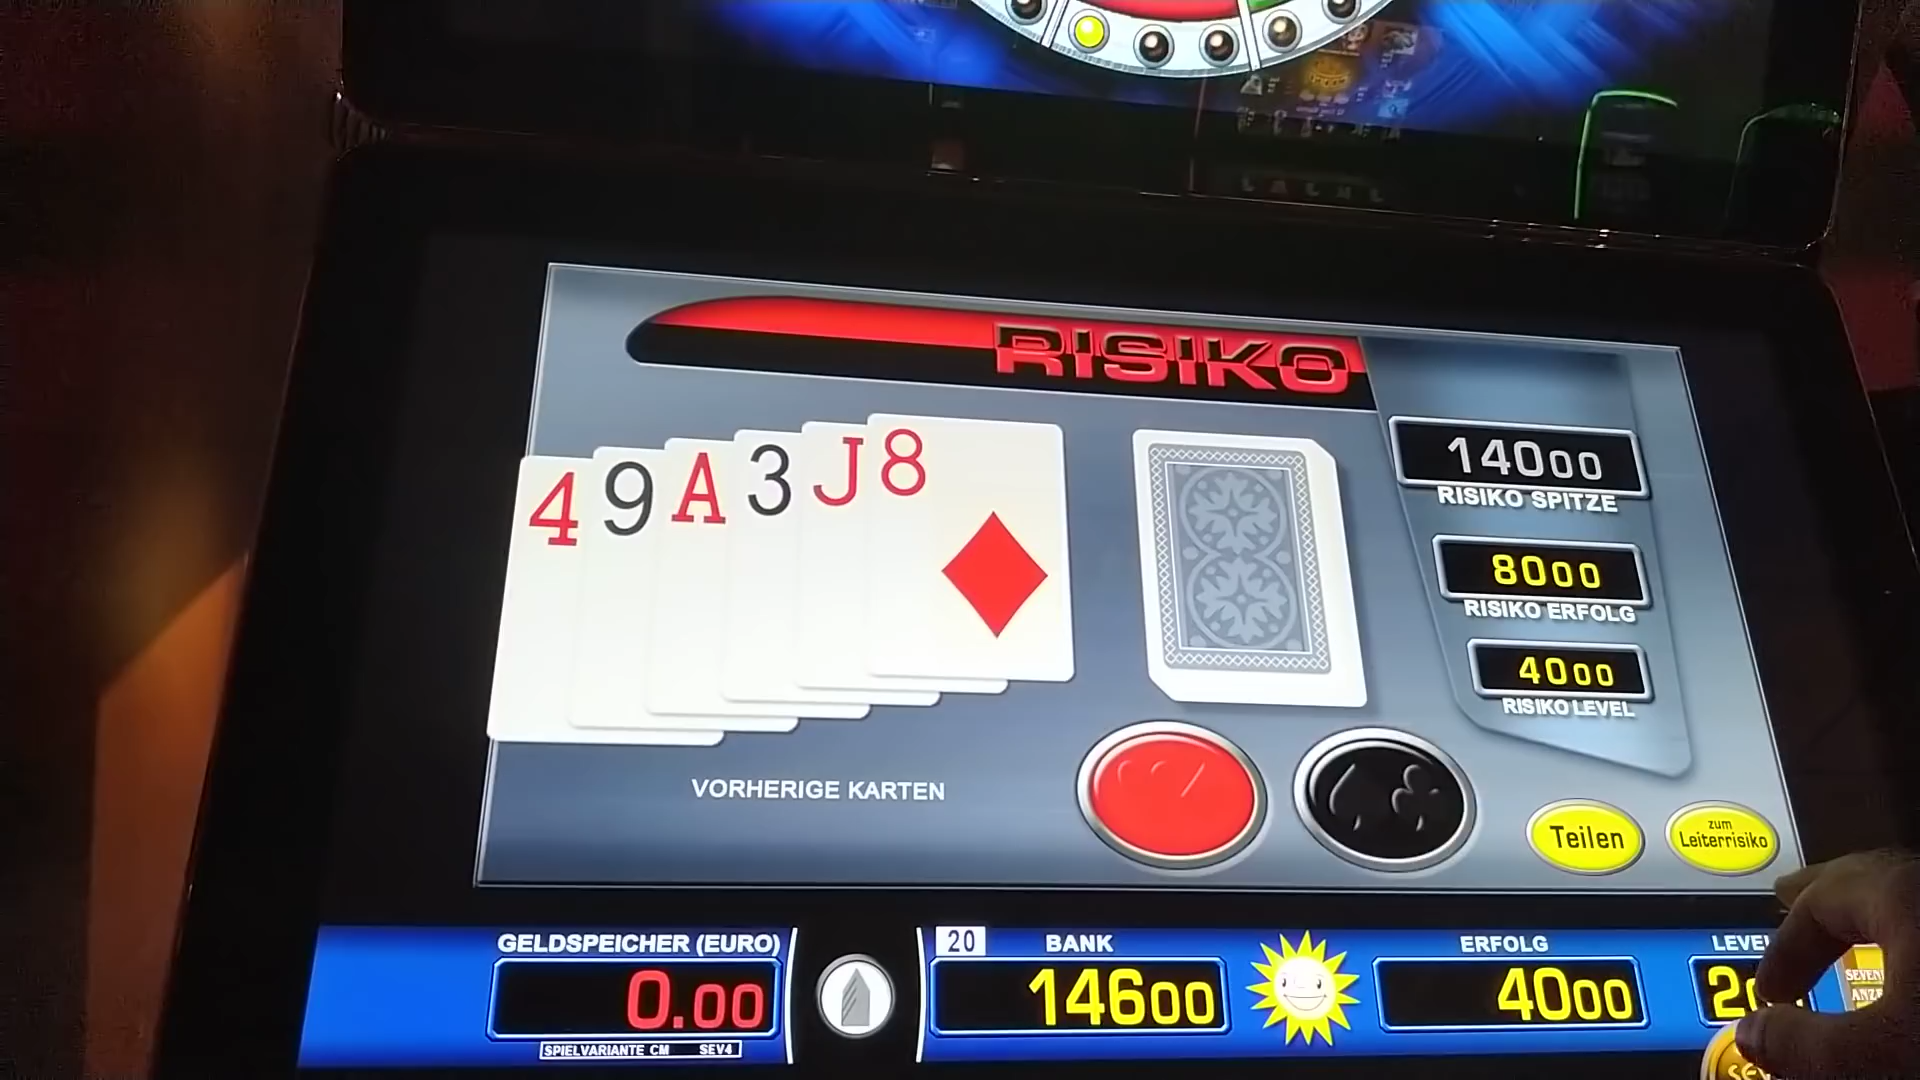 RISIKO
4 9 A 3 J 8
14000
RISIKO SPITZE
8000
RISIKO ERFOLG
4000
RISIKO LEVEL
VORHERIGE KARTEN
Teilen
zum
Leiterrisiko
GELDSPEICHER (EURO)
0.00
SPIELVARIANTE CM SEV4
20
BANK
14600
ERFOLG
4000
LEVEL